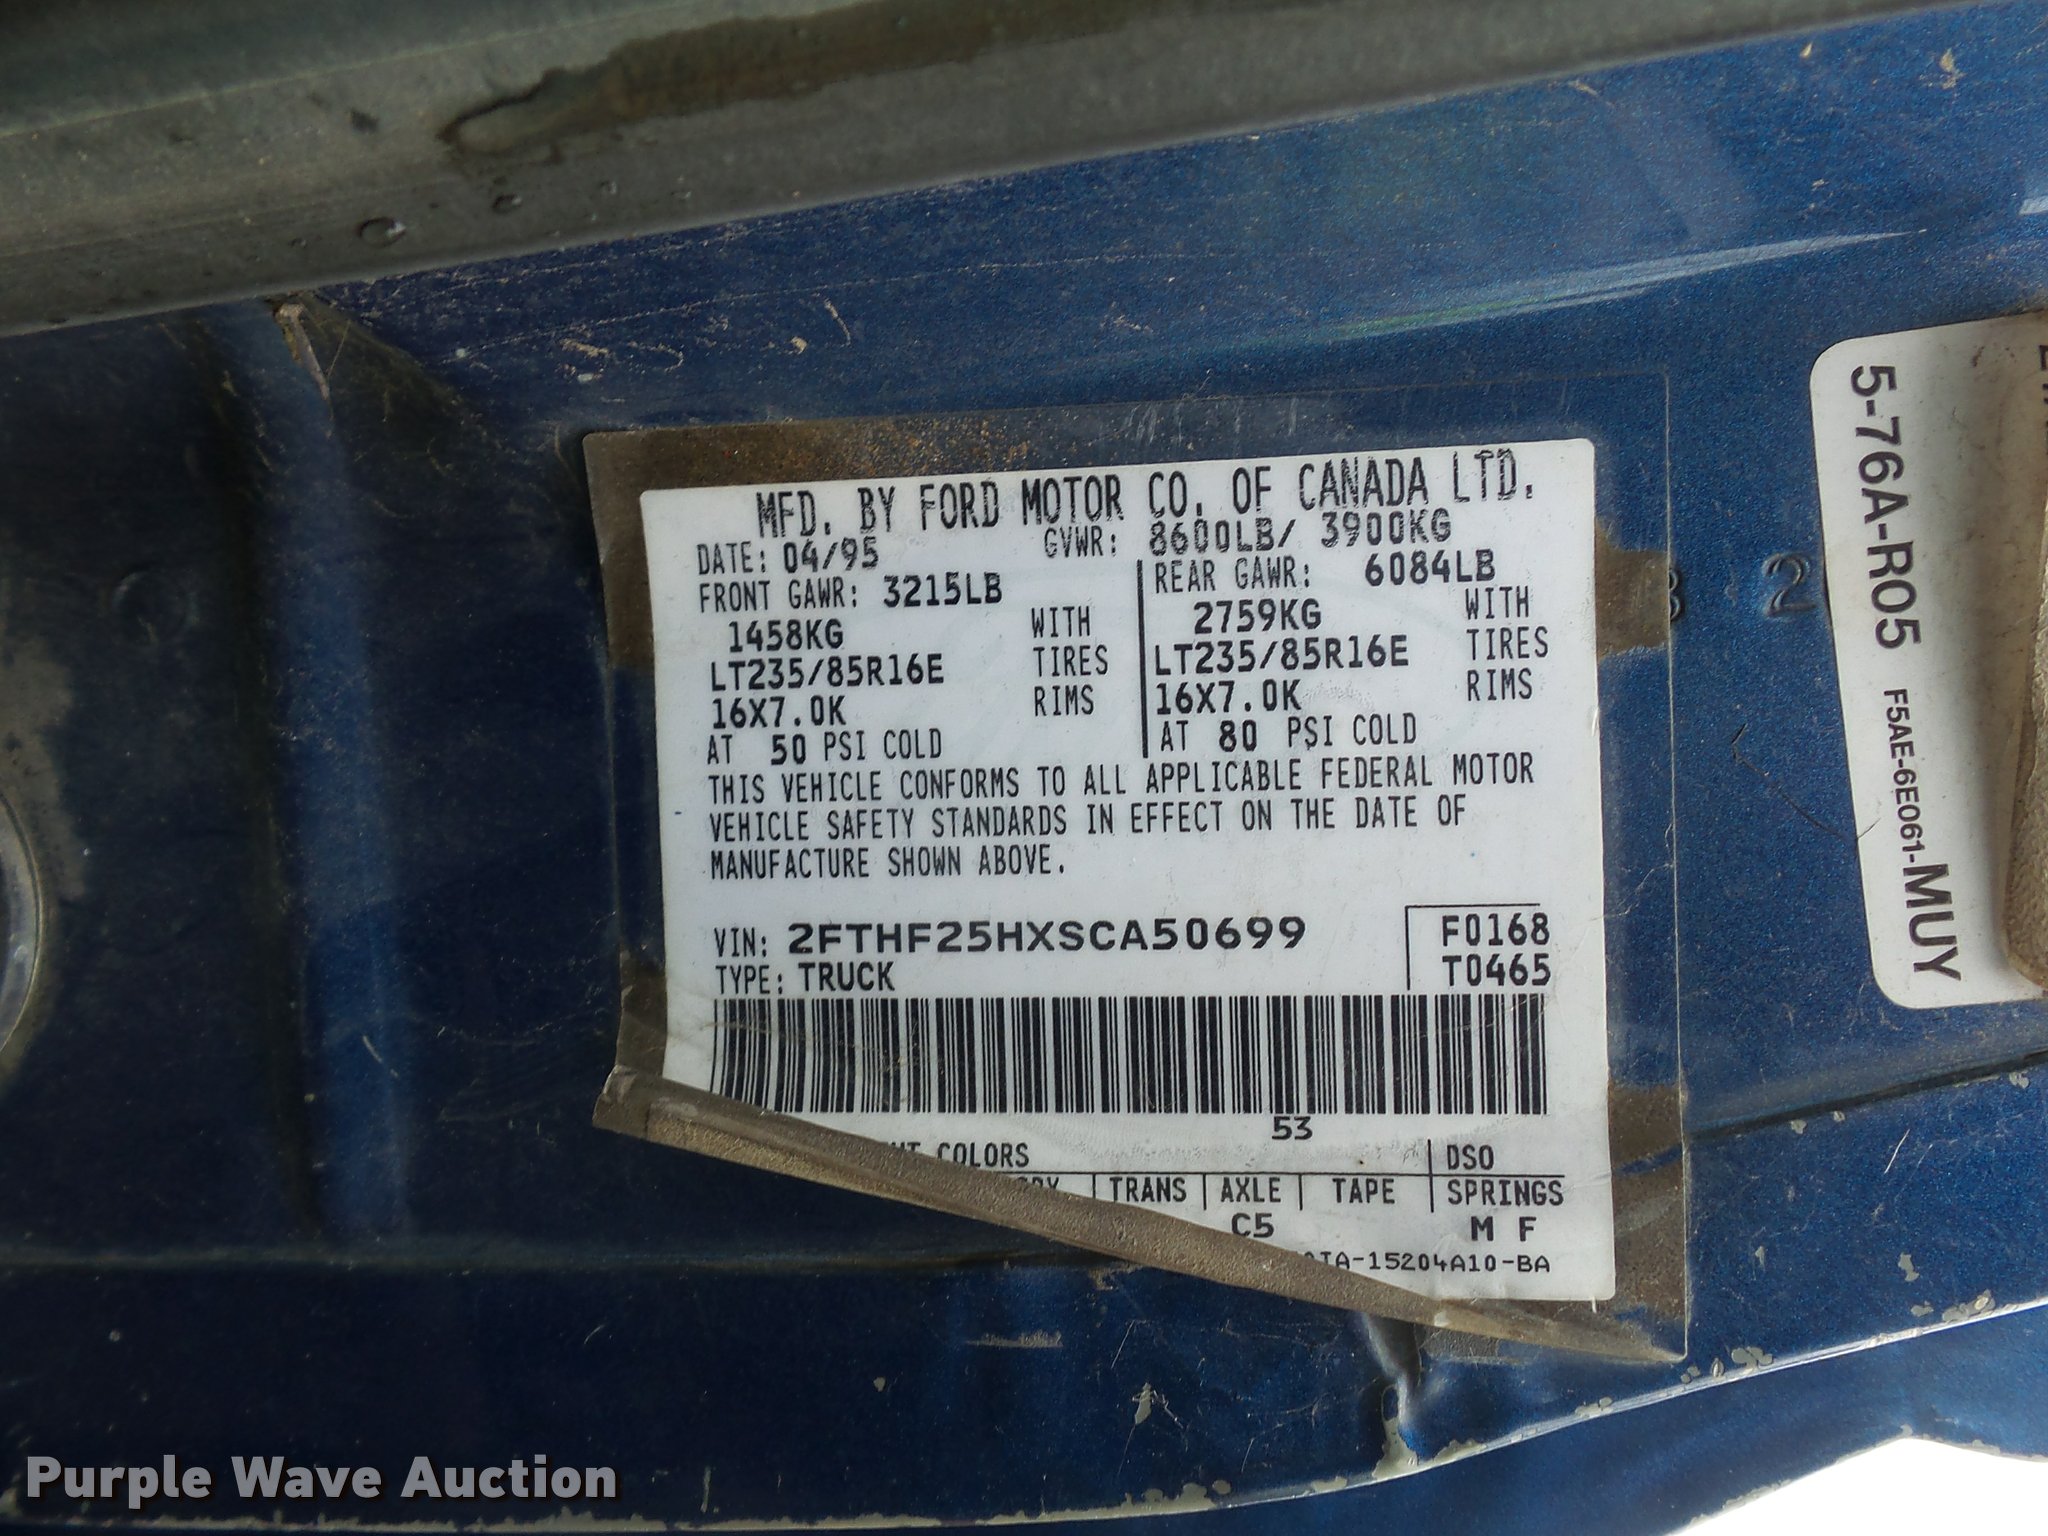 MFD. BY FORD MOTOR CO. OF CANADA LTD.
DATE: 04/95 GVWR: 8600LB/ 3900KG
FRONT GAWR: 3215LB REAR GAWR: 6084LB
1458KG WITH 2759KG WITH
LT235/85R16E TIRES LT235/85R16E TIRES
16X7.0K RIMS 16X7.0K RIMS
AT 50 PSI COLD AT 80 PSI COLD
THIS VEHICLE CONFORMS TO ALL APPLICABLE FEDERAL MOTOR
VEHICLE SAFETY STANDARDS IN EFFECT ON THE DATE OF
MANUFACTURE SHOWN ABOVE.
VIN: 2FTHF25HXSCA50699 F0168
TYPE: TRUCK T0465
53
COLORS DSO
TRANS AXLE TAPE SPRINGS
C5 M F
-15204A10-BA
2
5-76A-R05 F5AE-6E061-MUY
Purple Wave Auction